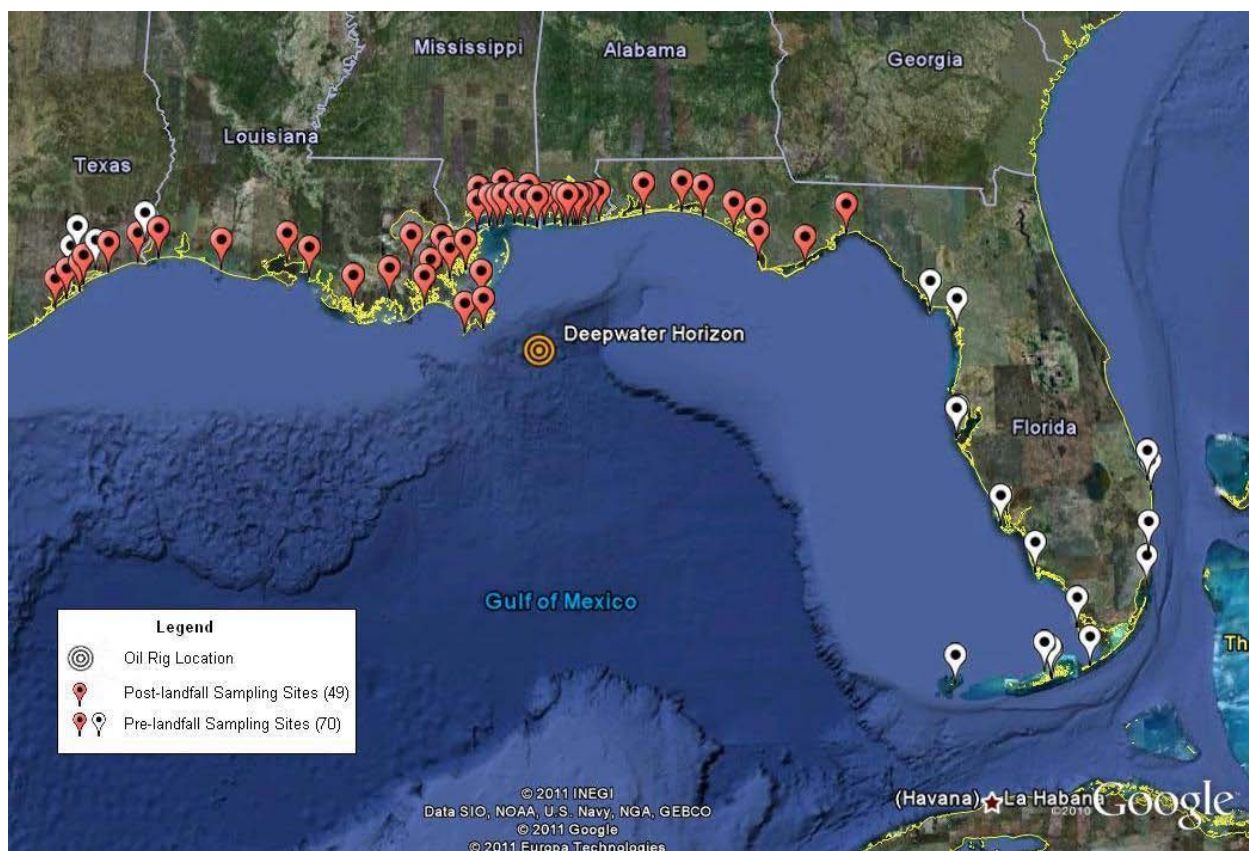 Mississippi
Alabama
Georgia
Louisiana
Texas
Deepwater Horizon
Florida
Gulf of Mexico
Legend
Oil Rig Location
Post-landfall Sampling Sites (49)
Pre-landfall Sampling Sites (70)
Th
(Havana) La Habana
©2010 Google
© 2011 INEGI
Data SIO, NOAA, U.S. Navy, NGA, GEBCO
© 2011 Google
© 2011 Europa Technologies